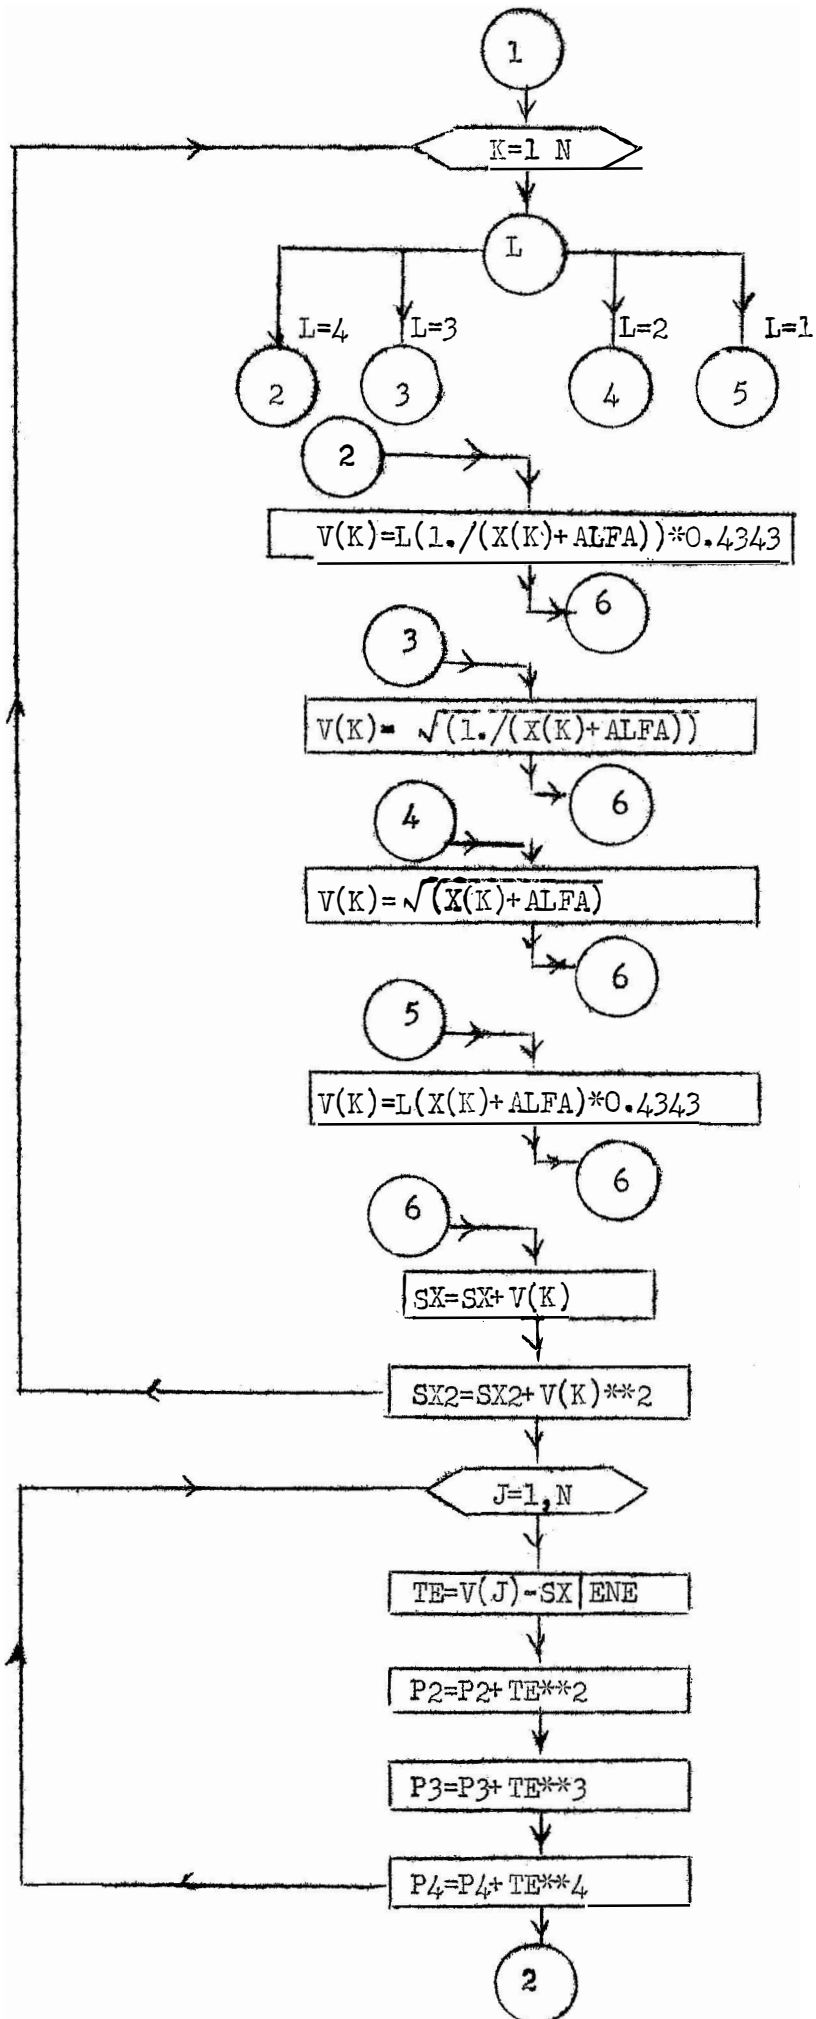 1
K=1 N
L
L=4
L=3
L=2
L=1
2
3
4
5
2
V(K)=L(1./(X(K)+ALFA))*0.4343
6
3
V(K)= √(1./(X(K)+ALFA))
6
4
V(K)=√(X(K)+ALFA)
6
5
V(K)=L(X(K)+ALFA)*0.4343
6
6
SX=SX+V(K)
SX2=SX2+V(K)**2
J=1,N
TE=V(J)-SX|ENE
P2=P2+TE**2
P3=P3+TE**3
P4=P4+TE**4
2